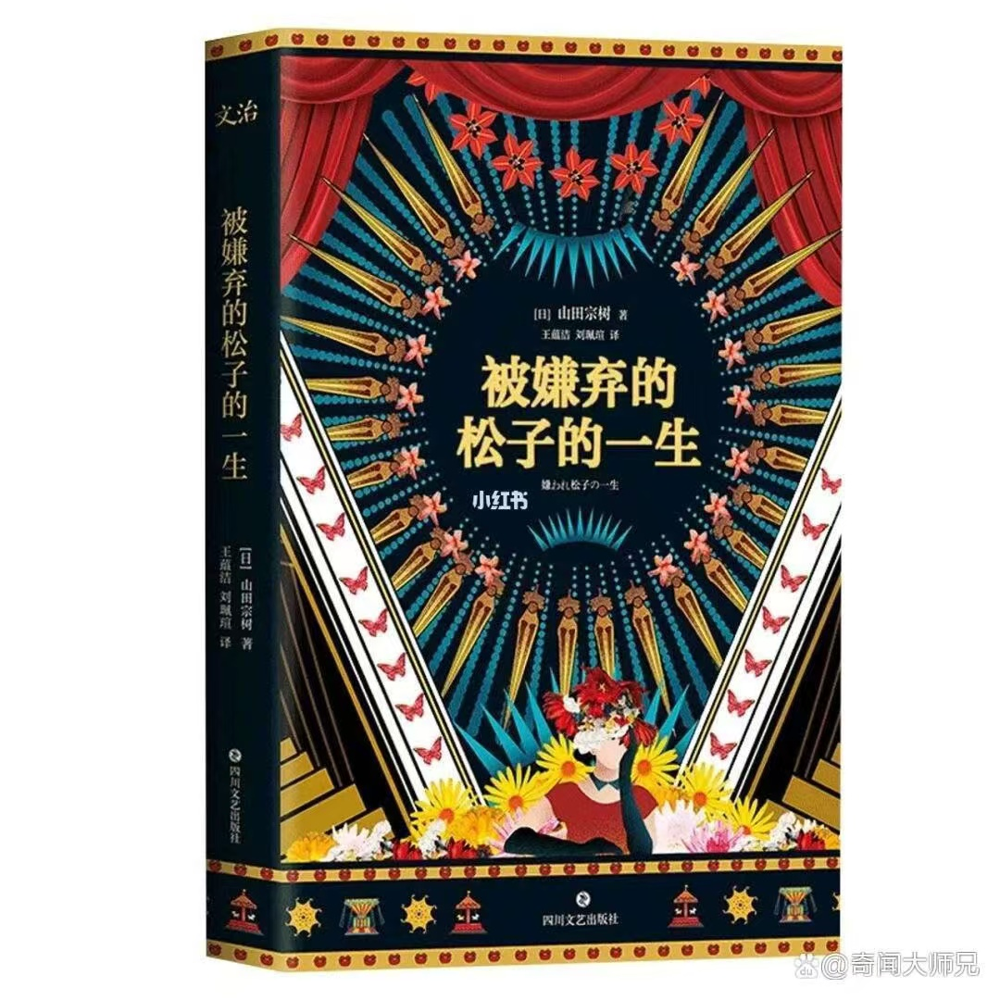 文治
被嫌弃的松子的一生
[日] 山田宗树 著
王蕴洁 刘珮瑄 译
四川文艺出版社
[日] 山田宗树 著
王蕴洁 刘珮瑄 译
被嫌弃的
松子的一生
嫌われ松子の一生
小红书
四川文艺出版社
@奇闻大师兄